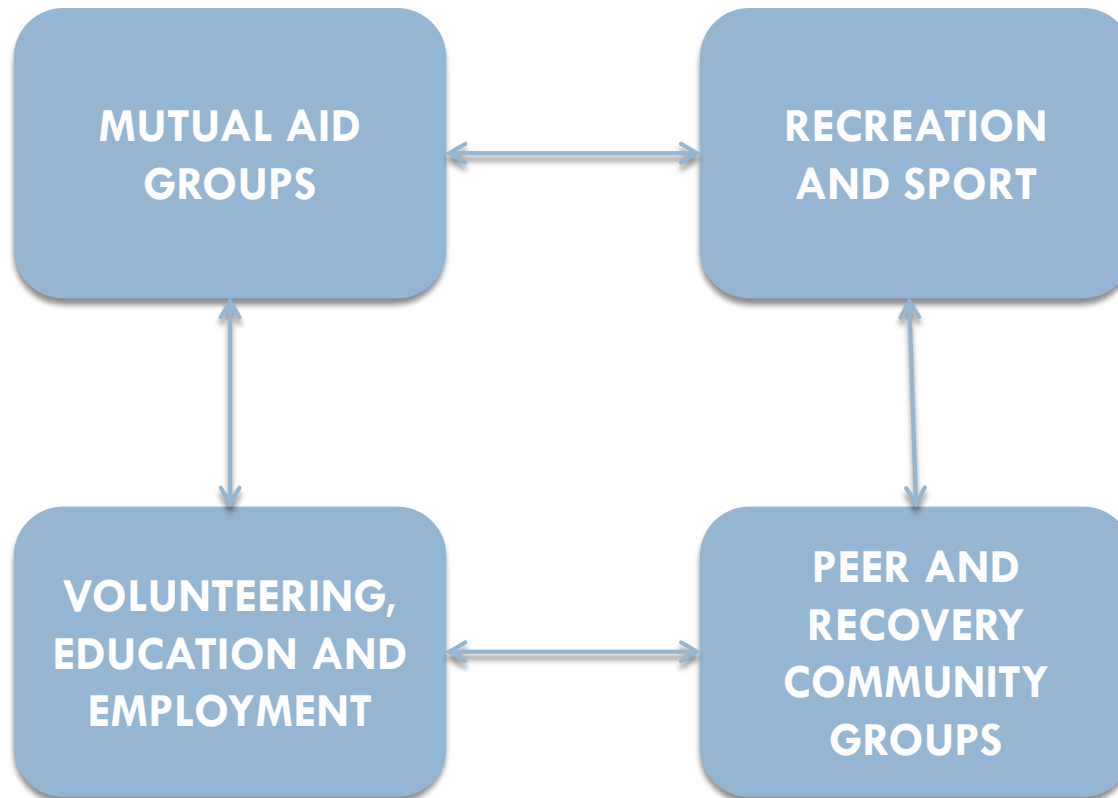 MUTUAL AID
GROUPS
RECREATION
AND SPORT
VOLUNTEERING,
EDUCATION AND
EMPLOYMENT
PEER AND
RECOVERY
COMMUNITY
GROUPS